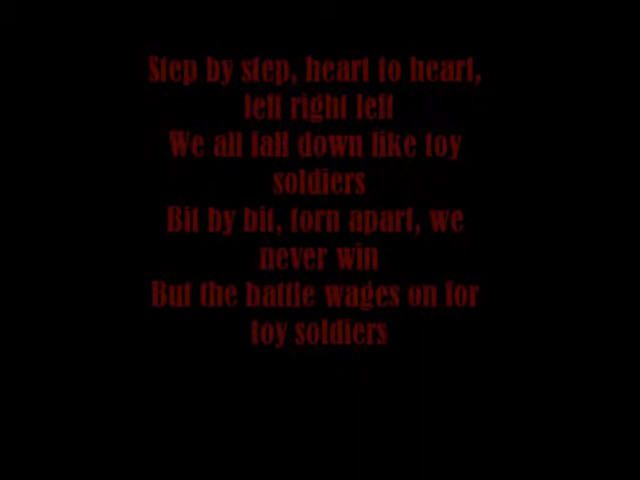 Step by step, heart to heart,
left right left
We all fall down like toy
soldiers
Bit by bit, torn apart, we
never win
But the battle wages on for
toy soldiers